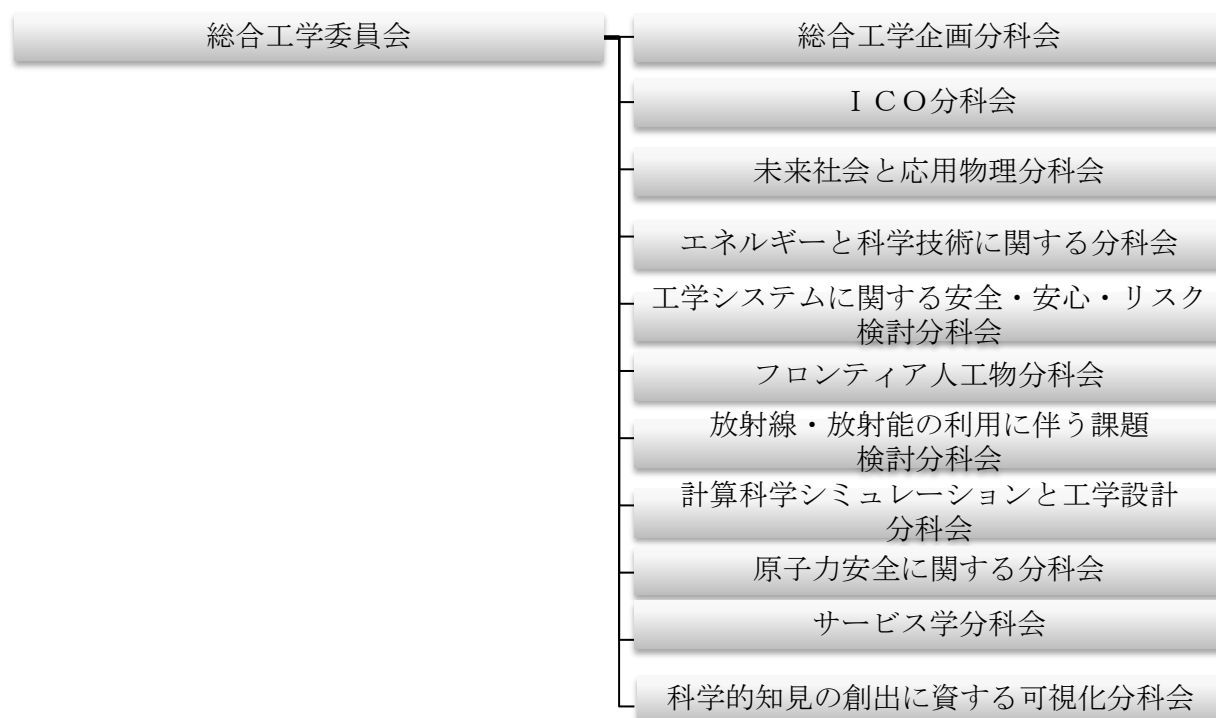 総合工学委員会
総合工学企画分科会
ＩＣＯ分科会
未来社会と応用物理分科会
エネルギーと科学技術に関する分科会
工学システムに関する安全・安心・リスク
検討分科会
フロンティア人工物分科会
放射線・放射能の利用に伴う課題
検討分科会
計算科学シミュレーションと工学設計
分科会
原子力安全に関する分科会
サービス学分科会
科学的知見の創出に資する可視化分科会